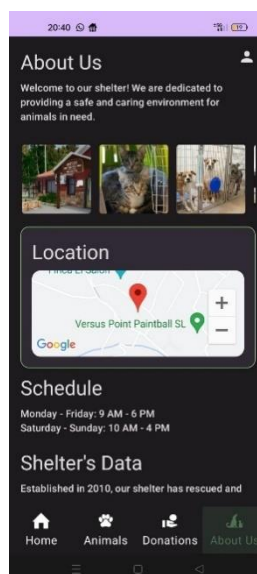 20:40
19
About Us
Welcome to our shelter! We are dedicated to
providing a safe and caring environment for
animals in need.
Location
Versus Point Paintball SL
Google
+
−
Schedule
Monday - Friday: 9 AM - 6 PM
Saturday - Sunday: 10 AM - 4 PM
Shelter's Data
Established in 2010, our shelter has rescued and
Home Animals Donations About Us